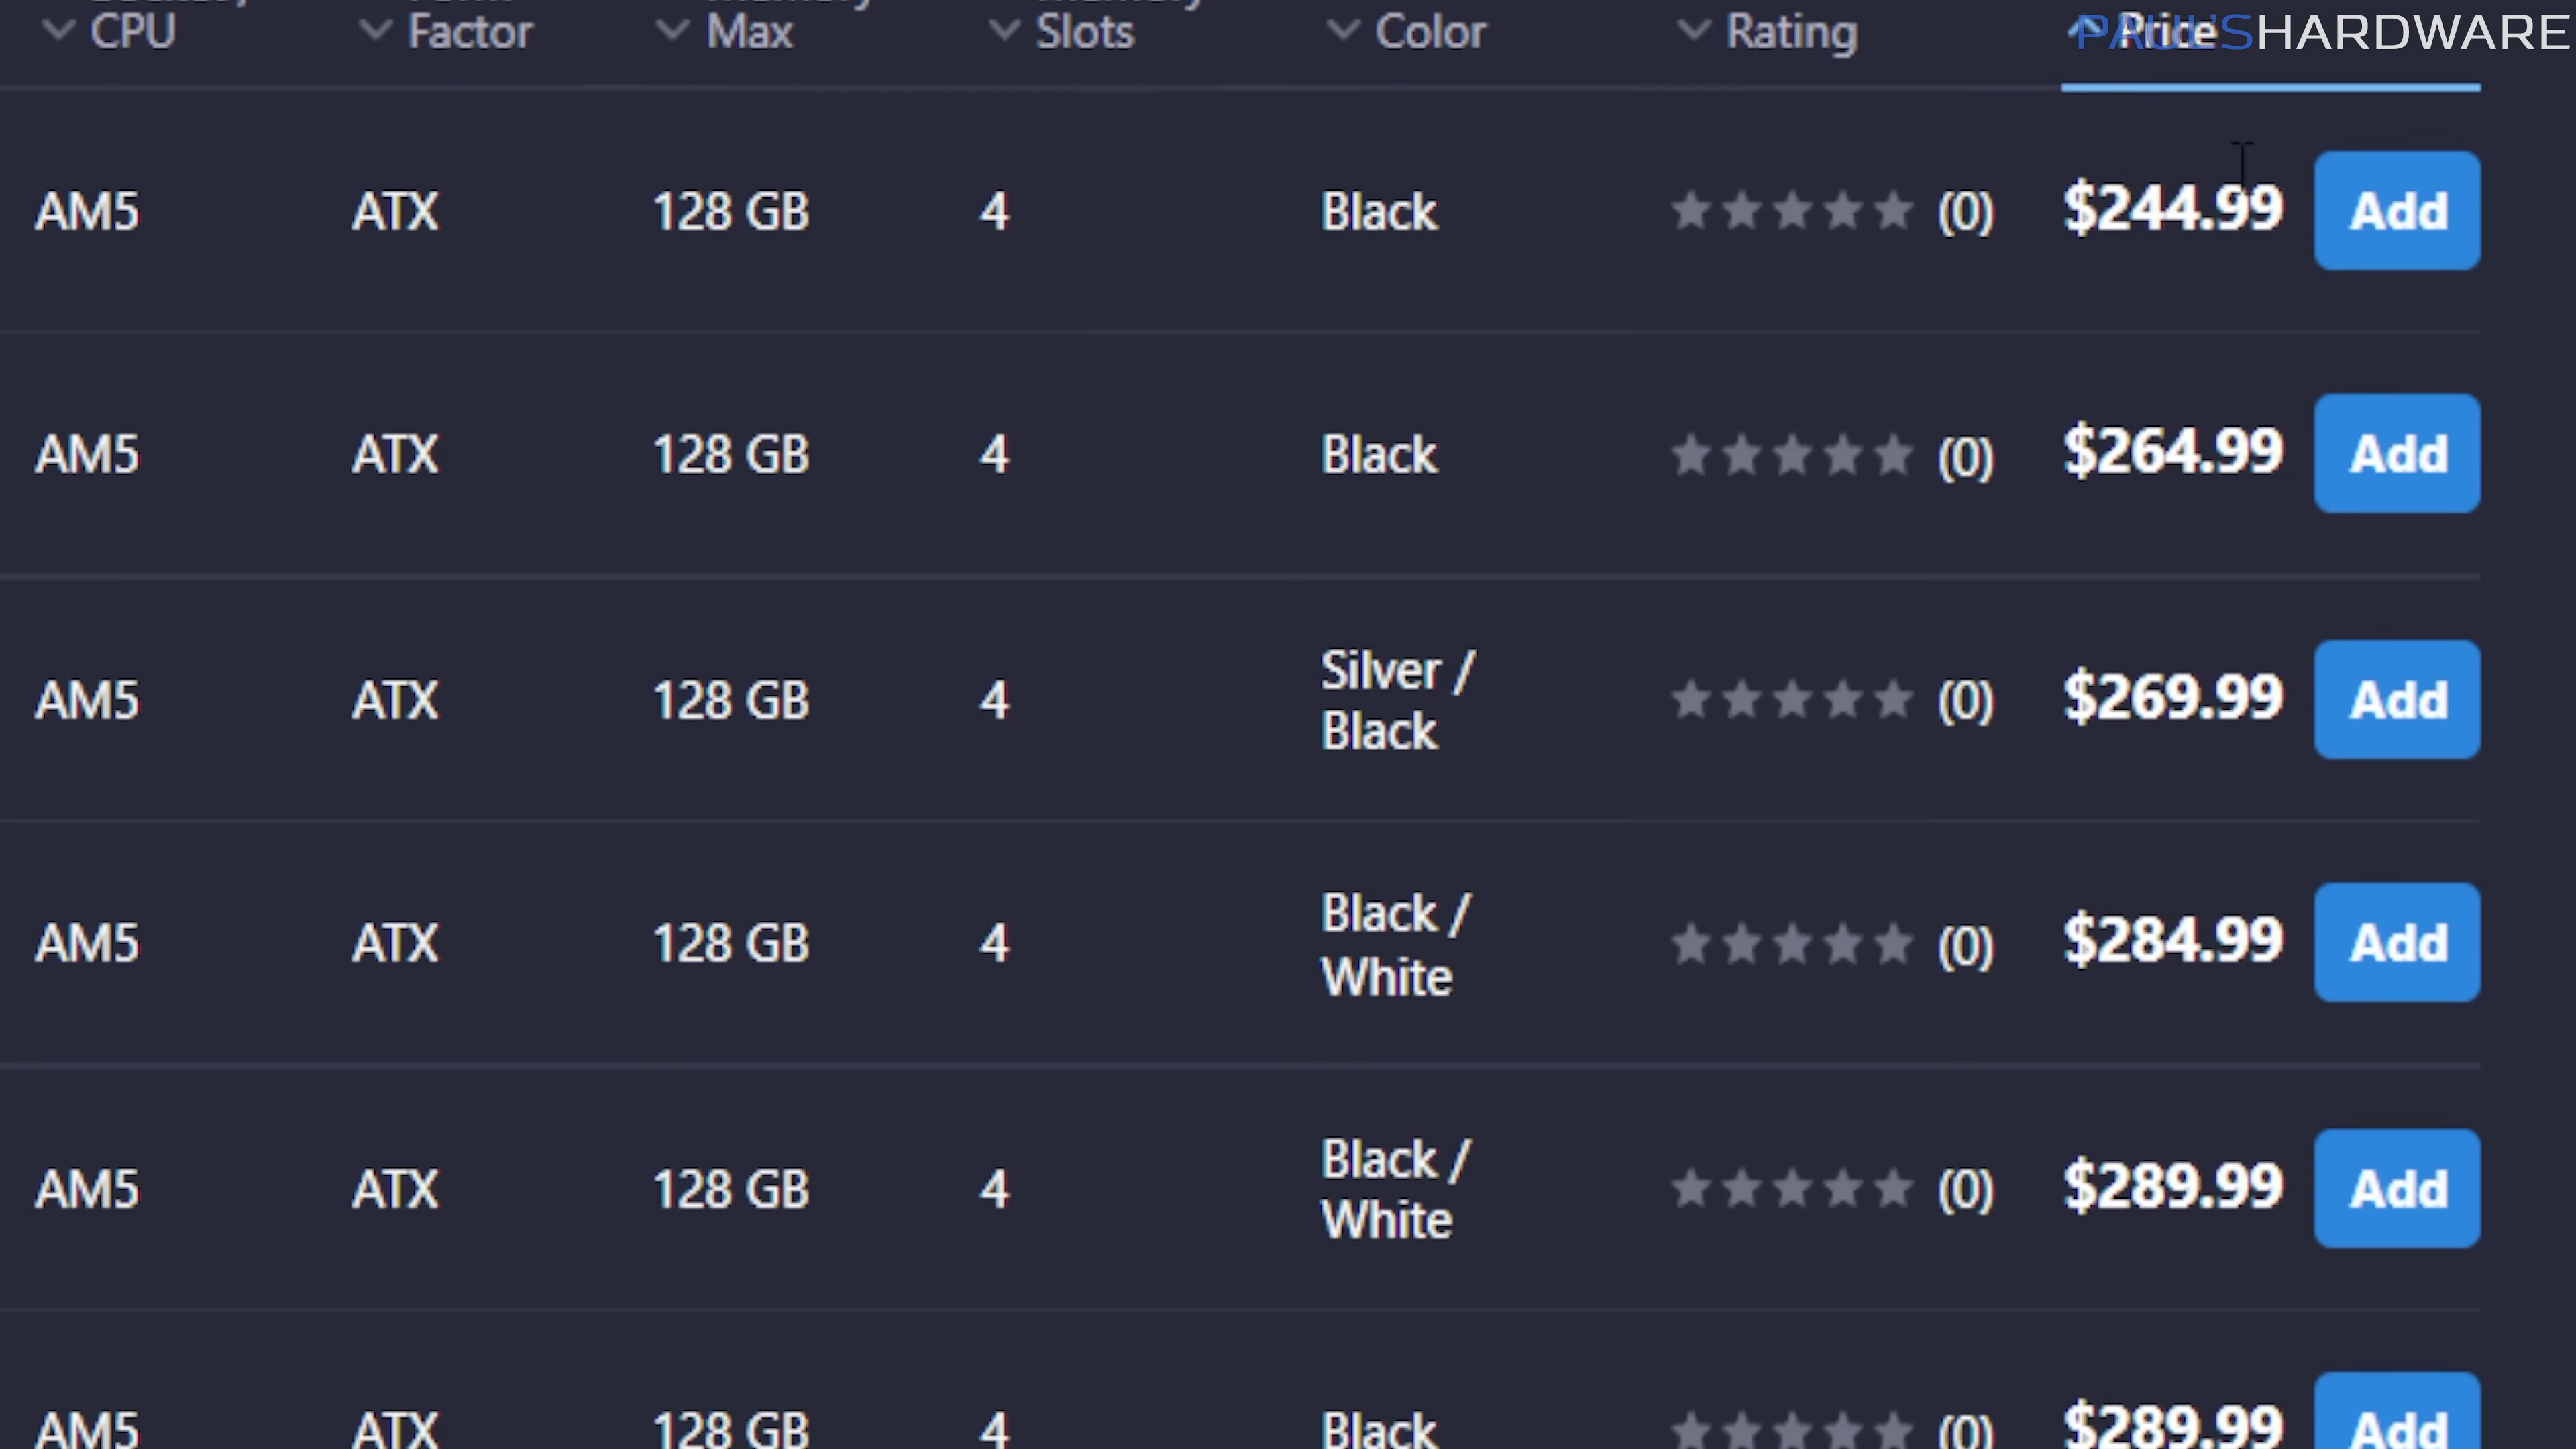 CPU Factor Max Slots Color Rating Price PAUL'SHARDWARE
AM5 ATX 128 GB 4 Black (0) $244.99 Add
AM5 ATX 128 GB 4 Black (0) $264.99 Add
AM5 ATX 128 GB 4 Silver / (0) $269.99 Add
Black
AM5 ATX 128 GB 4 Black / (0) $284.99 Add
White
AM5 ATX 128 GB 4 Black / (0) $289.99 Add
White
AM5 ATX 128 GB 4 Black (0) $289.99 Add